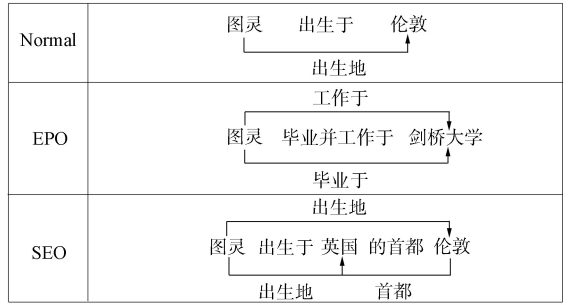 Normal
图灵 出生于 伦敦
出生地
EPO
工作于
图灵 毕业并工作于 剑桥大学
毕业于
SEO
出生地
图灵 出生于 英国 的首都 伦敦
出生地 首都